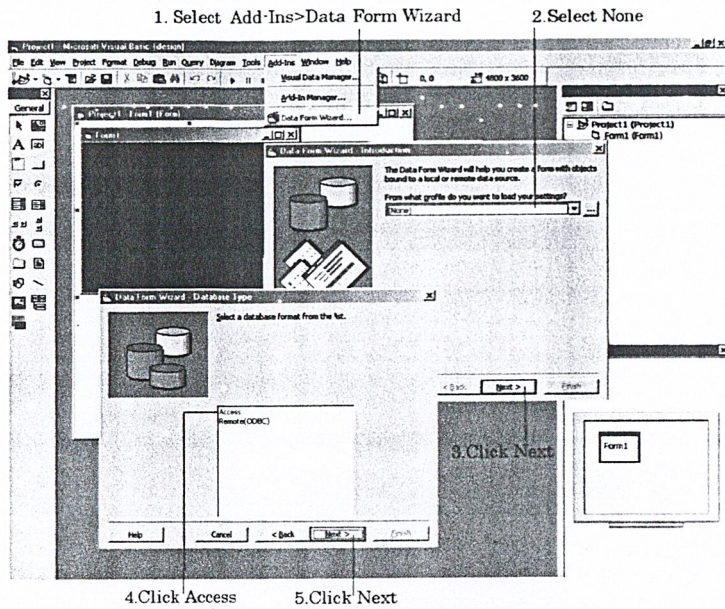 1. Select Add-Ins>Data Form Wizard
2.Select None
Project1 - Microsoft Visual Basic [design]
File Edit View Project Format Debug Run Query Diagram Tools Add-Ins Window Help
Visual Data Manager...
Add-In Manager...
Data Form Wizard...
0, 0
4800 x 3600
General
Project1 - Form1 (Form)
Form1
Project1 (Project1)
Form1 (Form1)
Data Form Wizard - Introduction
The Data Form Wizard will help you create a form with objects
bound to a local or remote data source.
From what profile do you want to load your settings?
(None)
...
Data Form Wizard - Database Type
Select a database format from the list.
< Back
Next >
Finish
Access
Remote(ODBC)
3.Click Next
Form1
Help
Cancel
< Back
Next >
Finish
4.Click Access
5.Click Next